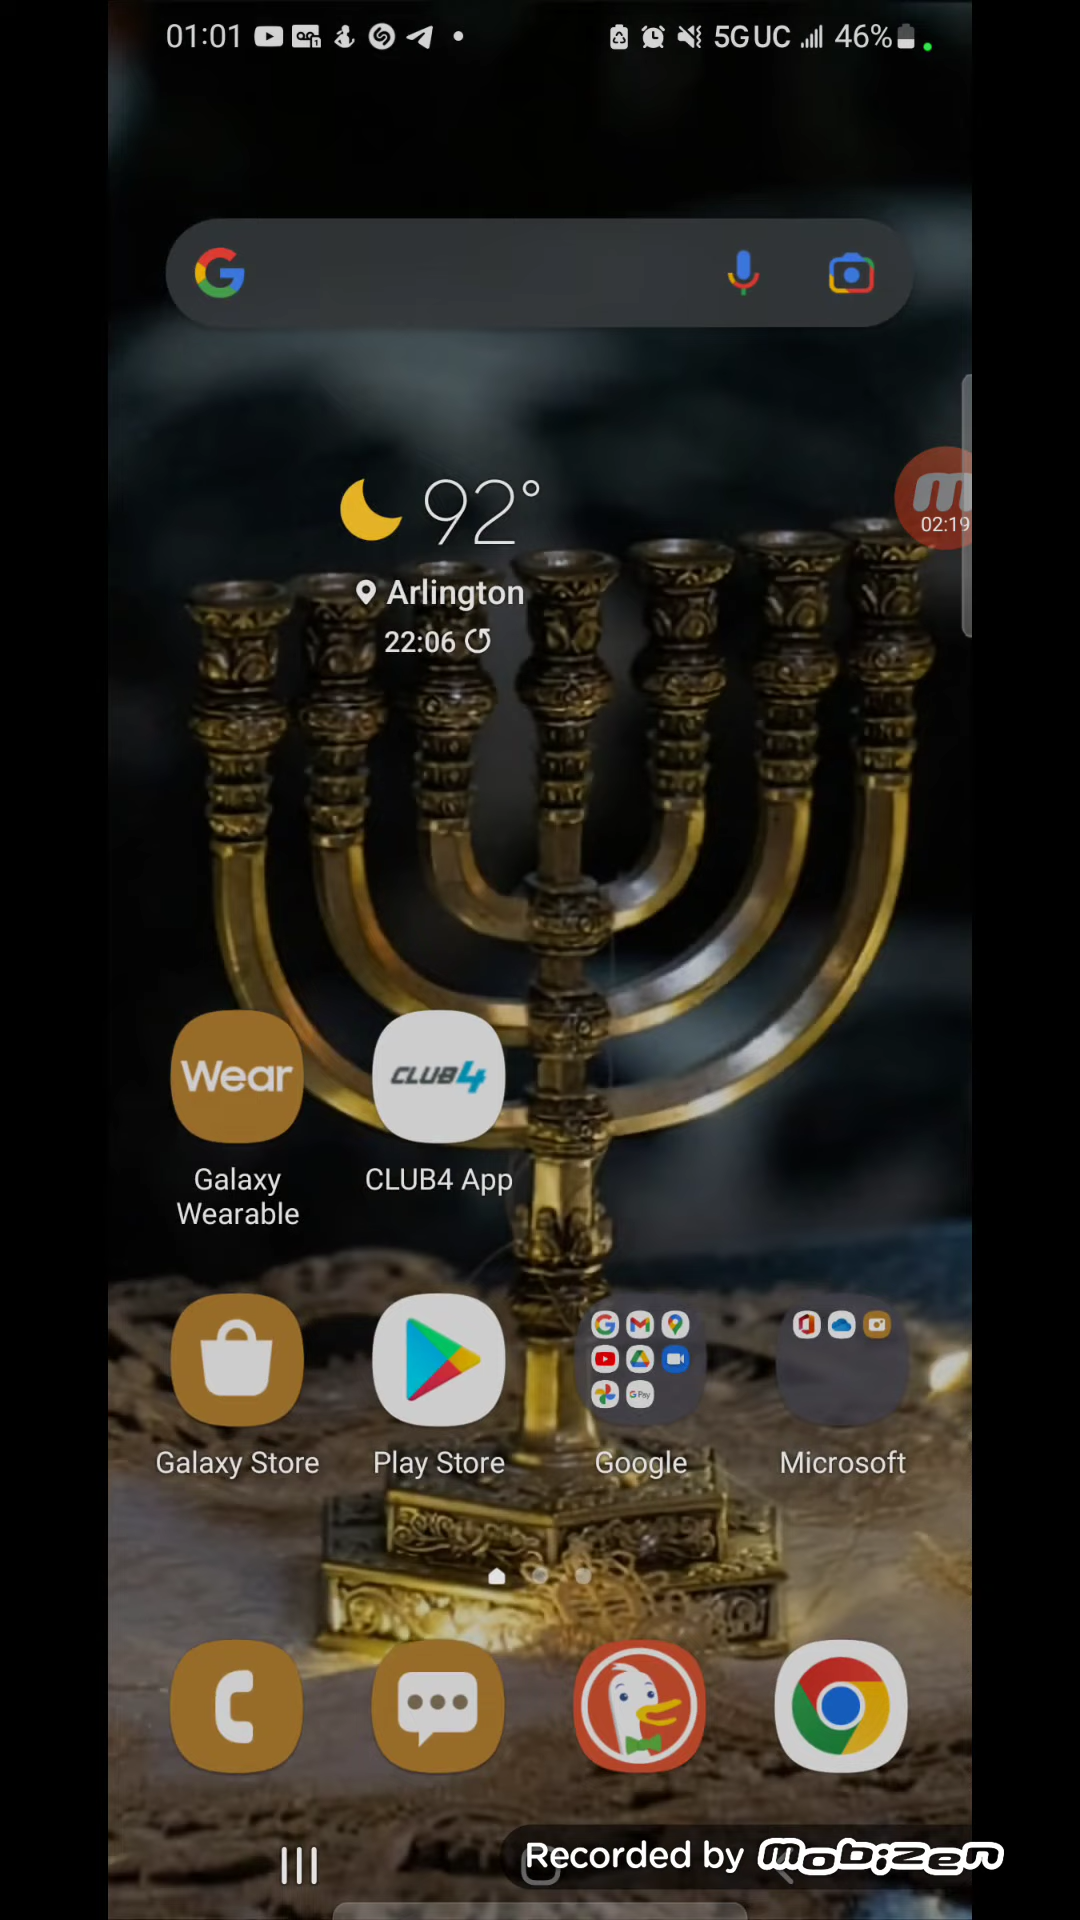 01:01
5G UC 46%
02:19
92°
Arlington
22:06
Wear
CLUB4
Galaxy Wearable
CLUB4 App
G Pay
Galaxy Store
Play Store
Google
Microsoft
Recorded by mobizen